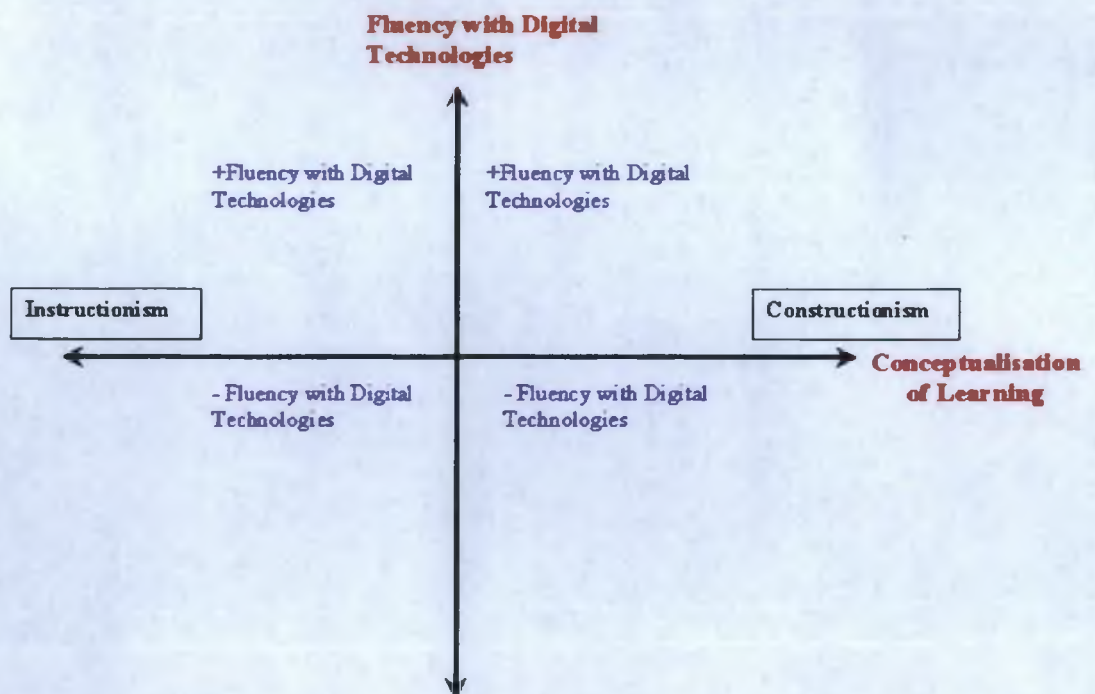 Fluency with Digital
Technologies
+Fluency with Digital
Technologies
+Fluency with Digital
Technologies
Instructionism
Constructionism
Conceptualisation
of Learning
- Fluency with Digital
Technologies
- Fluency with Digital
Technologies